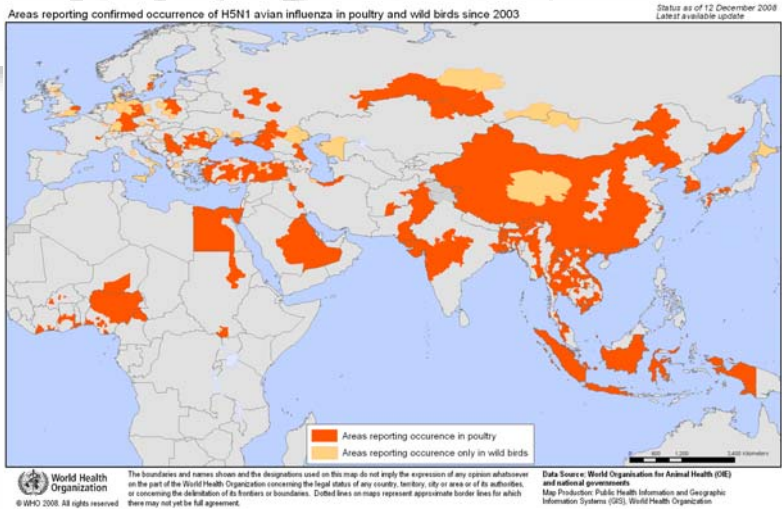 Areas reporting confirmed occurrence of H5N1 avian influenza in poultry and wild birds since 2003
Status as of 12 December 2008
Latest available update
Areas reporting occurence in poultry
Areas reporting occurence only in wild birds
World Health
Organization
© WHO 2008. All rights reserved
The boundaries and names shown and the designations used on this map do not imply the expression of any opinion whatsoever
on the part of the World Health Organization concerning the legal status of any country, territory, city or area or of its authorities,
or concerning the delimitation of its frontiers or boundaries. Dotted lines on maps represent approximate border lines for which
there may not yet be full agreement.
Data Source: World Organisation for Animal Health (OIE)
and national governments
Map Production: Public Health Information and Geographic
Information Systems (GIS), World Health Organization